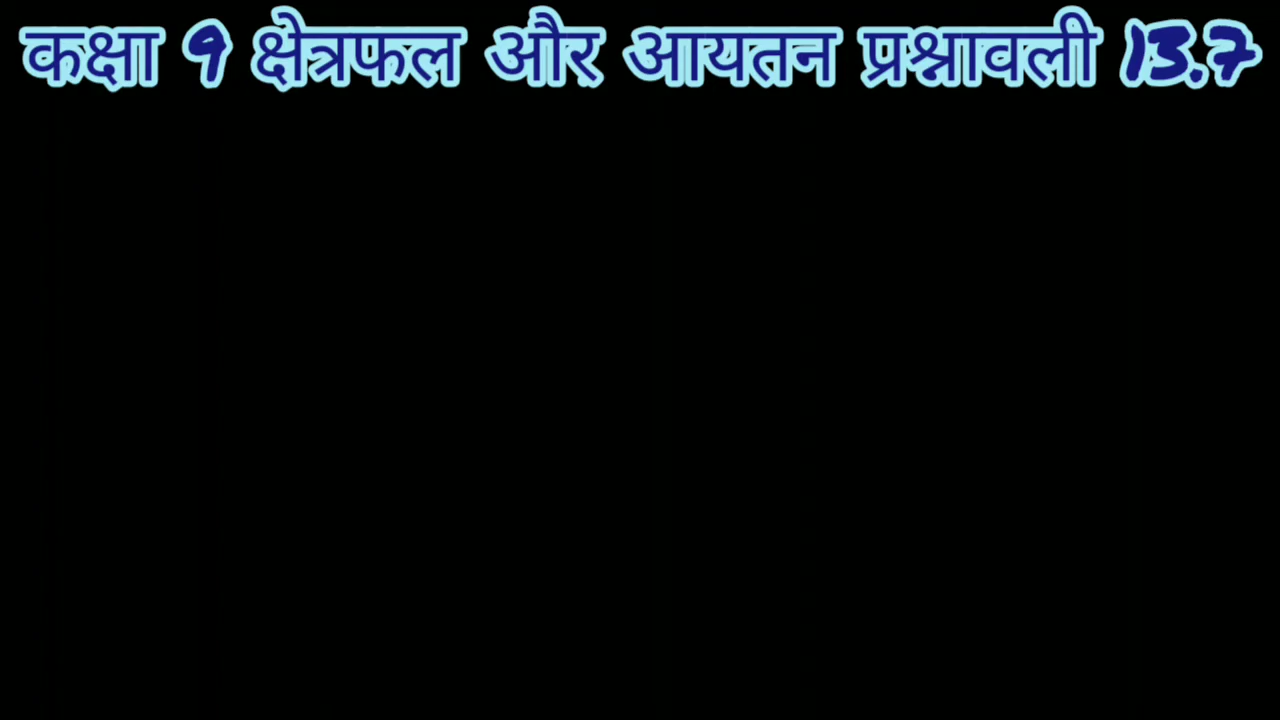 कक्षा 9 क्षेत्रफल और आयतन प्रश्नावली 13.7